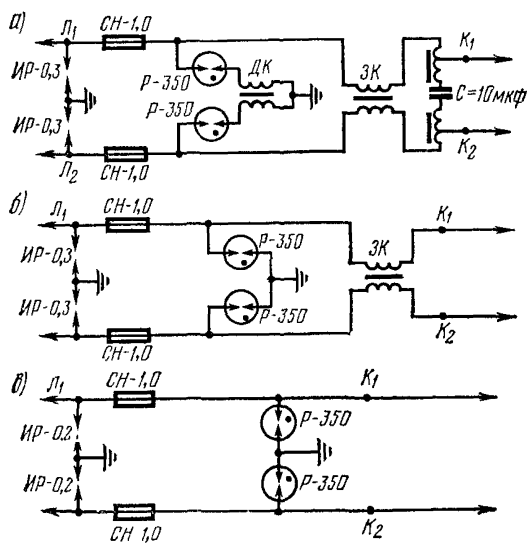 а)
СН-1,0
Л₁
ДК
ЗК
К₁
ИР-0,3
Р-350
Р-350
С=10мкф
ИР-0,3
К₂
Л₂
СН-1,0
б)
Л₁
СН-1,0
К₁
Р-350
ЗК
ИР-0,3
ИР-0,3
Р-350
СН-1,0
К₂
в)
Л₁
СН-1,0
К₁
ИР-0.2
Р-350
ИР-0,2
Р-350
СН 1,0
К₂